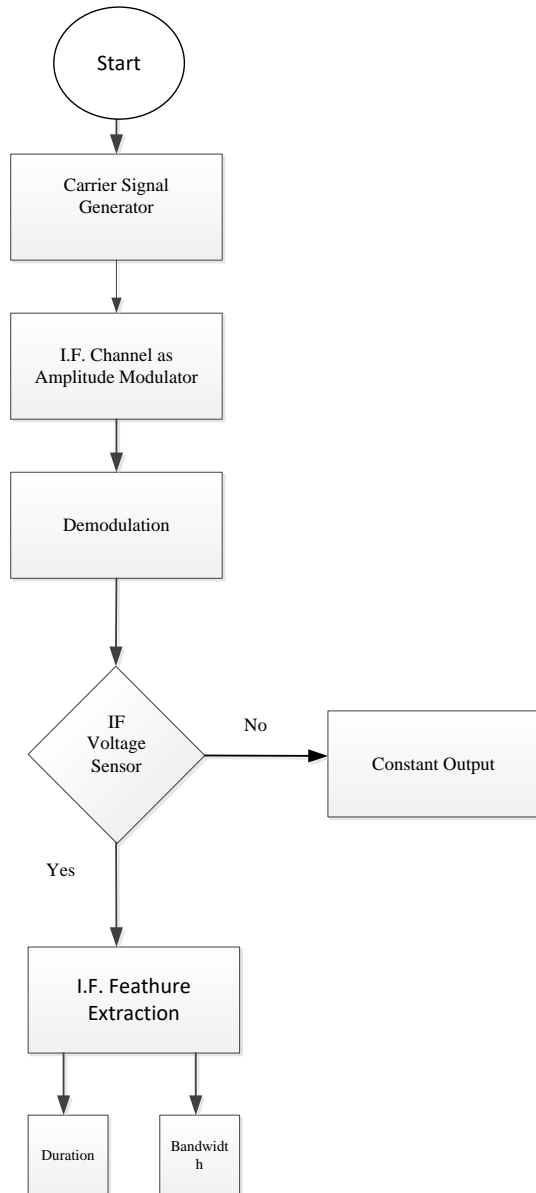 Start
Carrier Signal
Generator
I.F. Channel as
Amplitude Modulator
Demodulation
IF
Voltage
Sensor
No
Constant Output
Yes
I.F. Feathure
Extraction
Duration
Bandwidt
h